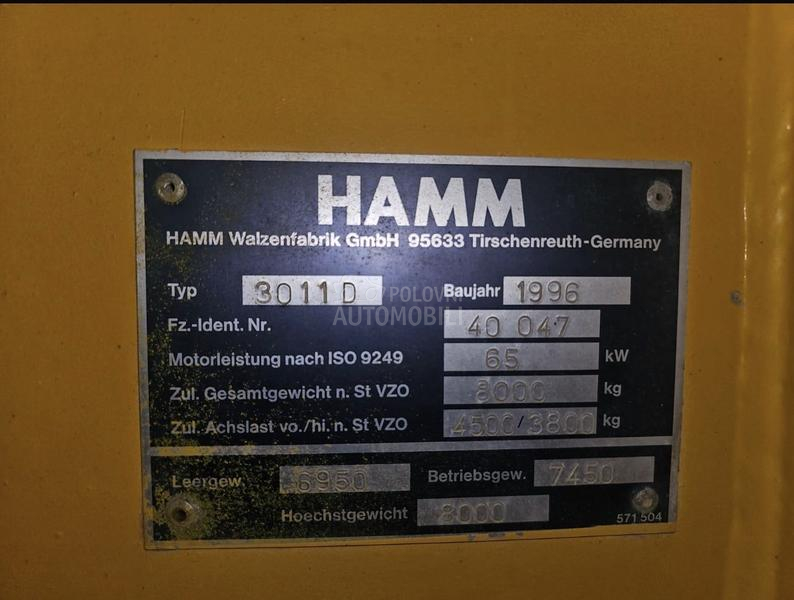 HAMM
HAMM Walzenfabrik GmbH 95633 Tirschenreuth-Germany
Typ 3011D Baujahr 1996
POLOVNI
AUTOMOBILI
Fz.-Ident. Nr. 40 047
Motorleistung nach ISO 9249 65 kW
Zul. Gesamtgewicht n. St VZO 8000 kg
Zul. Achslast vo./hi. n. St VZO 4500/3800 kg
Leergew. 6950 Betriebsgew. 7450
Hoechstgewicht 8000
571 504